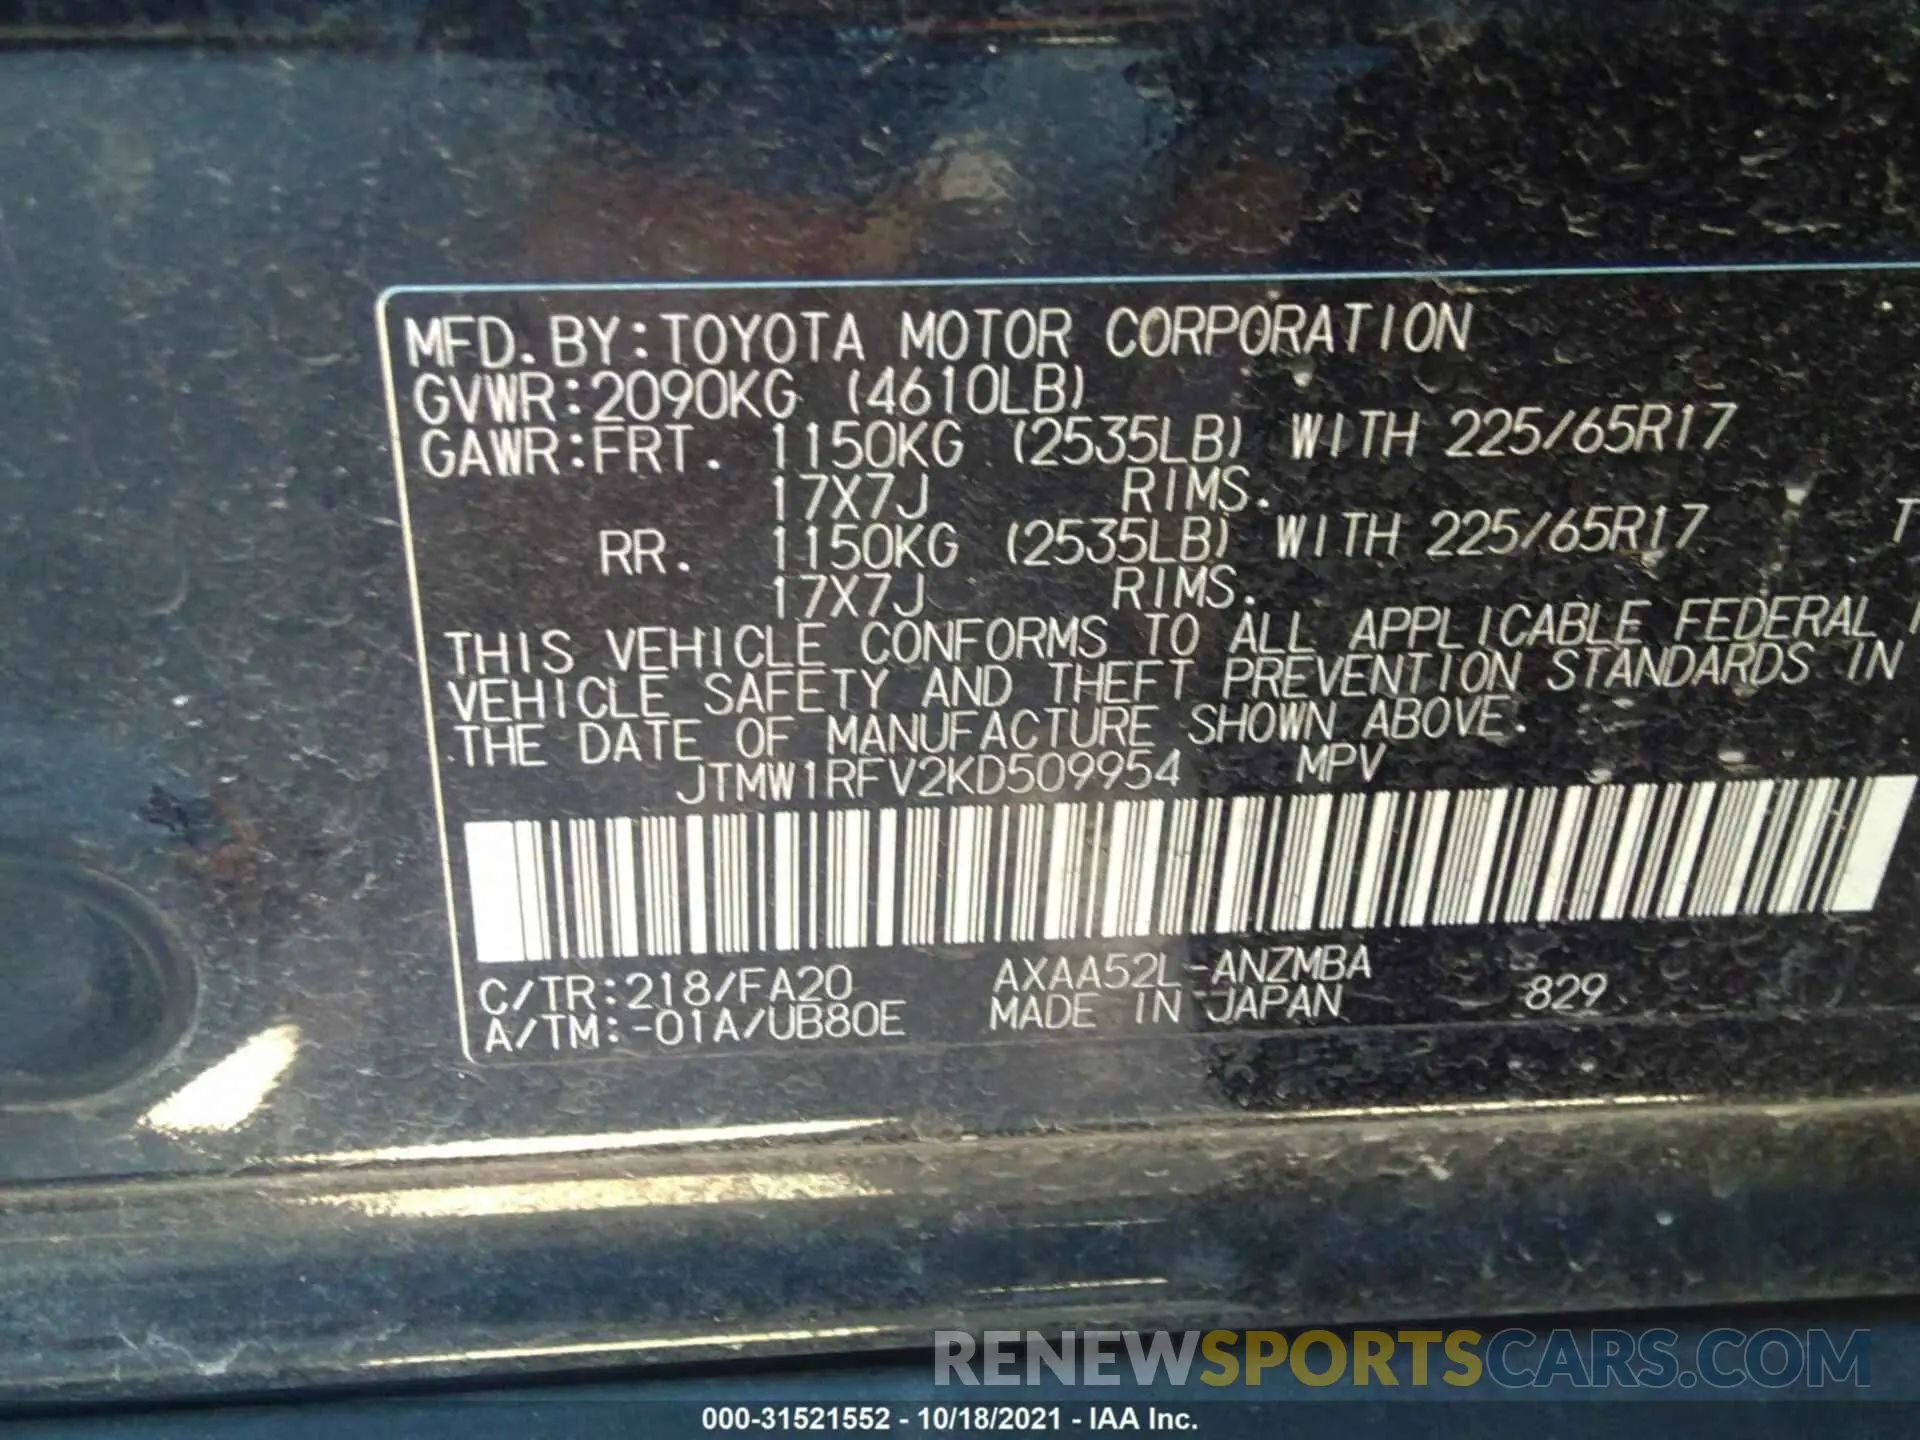 MFD. BY: TOYOTA MOTOR CORPORATION
GVWR: 2090KG (4610LB)
GAWR: FRT. 1150KG (2535LB) WITH 225/65R17
17X7J RIMS.
RR. 1150KG (2535LB) WITH 225/65R17 T
17X7J RIMS.
THIS VEHICLE CONFORMS TO ALL APPLICABLE FEDERAL
VEHICLE SAFETY AND THEFT PREVENTION STANDARDS IN
THE DATE OF MANUFACTURE SHOWN ABOVE.
JTMW1RFV2KD509954 MPV
C/TR: 218/FA20 AXAA52L-ANZMBA
A/TM: -01A/UB80E MADE IN JAPAN 829
RENEWSPORTSCARS.COM
000-31521552 - 10/18/2021 - IAA Inc.